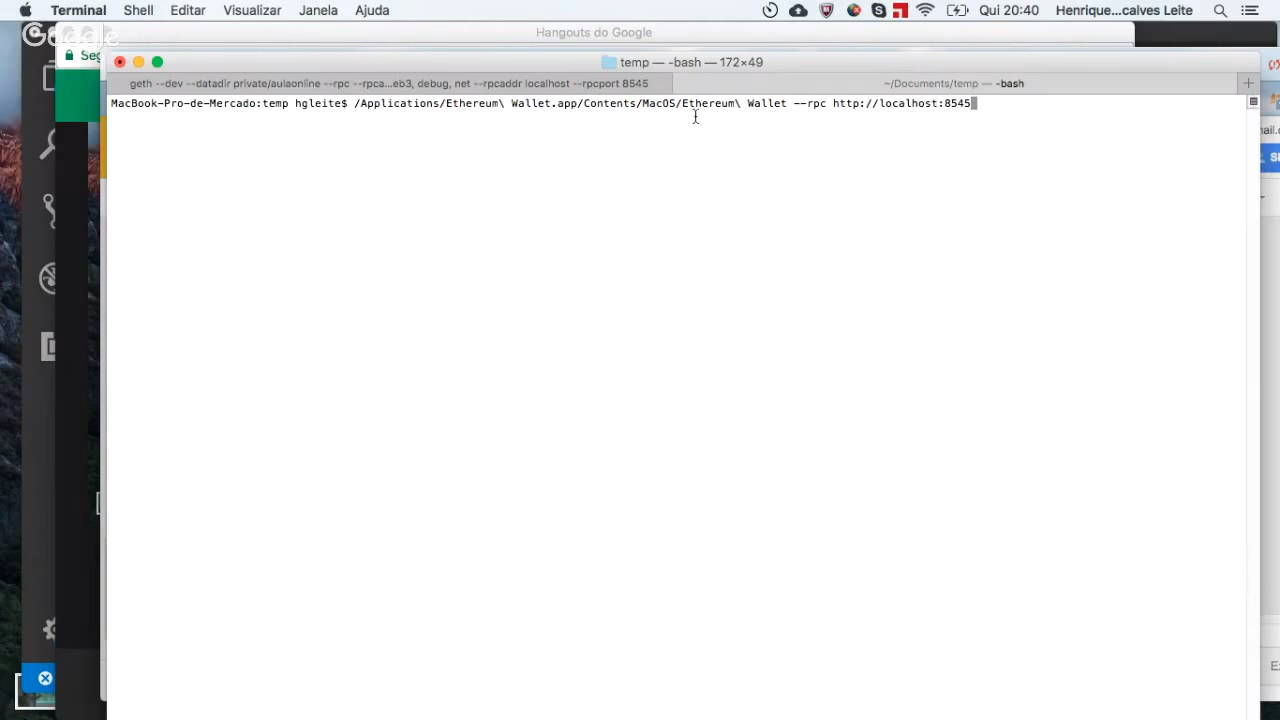 Terminal Shell Editar Visualizar Janela Ajuda Qui 20:40 Henrique...calves Leite
Google
Hangouts do Google
Seg
temp — -bash — 172×49
geth --dev --datadir private/aulaonline --rpc --rpca...eb3, debug, net --rpcaddr localhost --rpcport 8545
~/Documents/temp — -bash
MacBook-Pro-de-Mercado:temp hgleite$ /Applications/Ethereum\ Wallet.app/Contents/MacOS/Ethereum\ Wallet --rpc http://localhost:8545